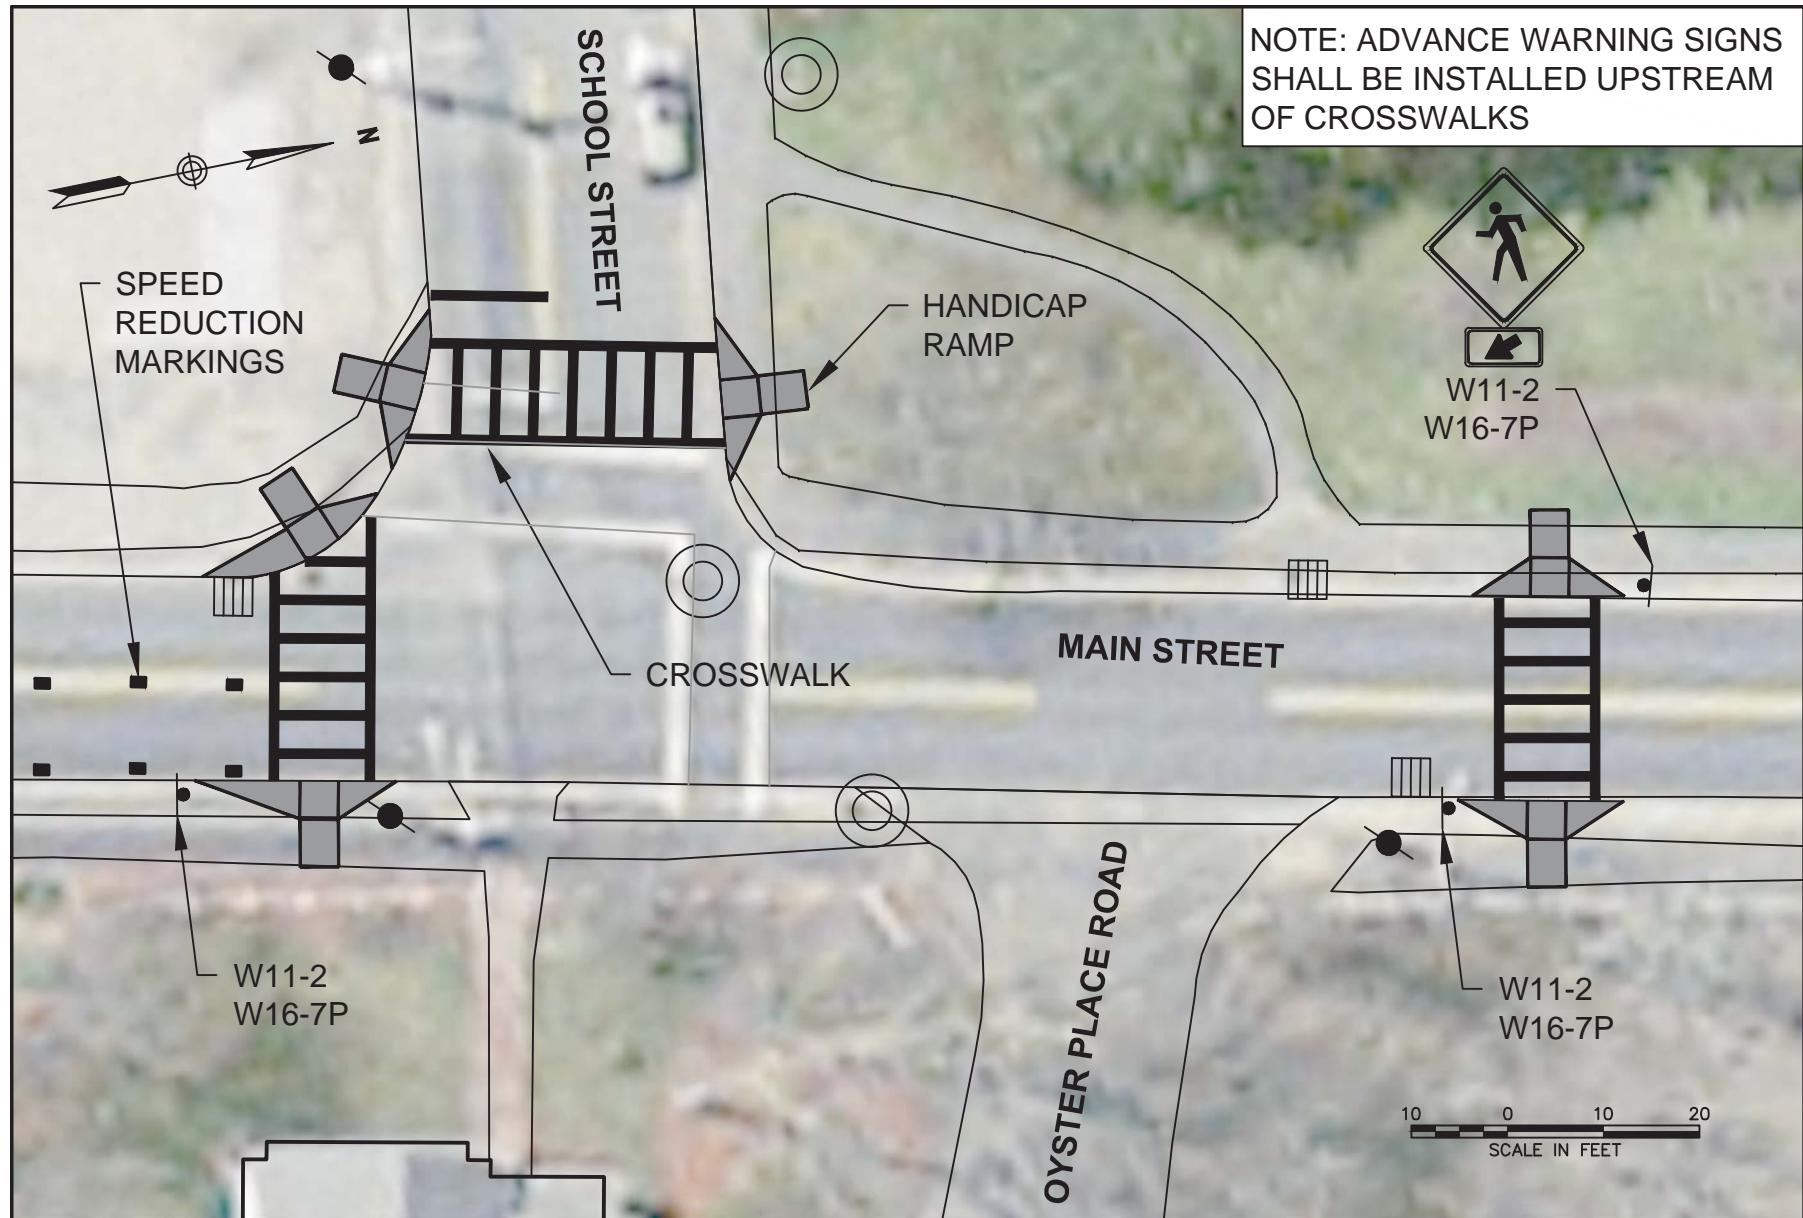 NOTE: ADVANCE WARNING SIGNS
SHALL BE INSTALLED UPSTREAM
OF CROSSWALKS
SCHOOL STREET
N
SPEED
REDUCTION
MARKINGS
HANDICAP
RAMP
W11-2
W16-7P
MAIN STREET
CROSSWALK
W11-2
W16-7P
OYSTER PLACE ROAD
W11-2
W16-7P
10 0 10 20
SCALE IN FEET